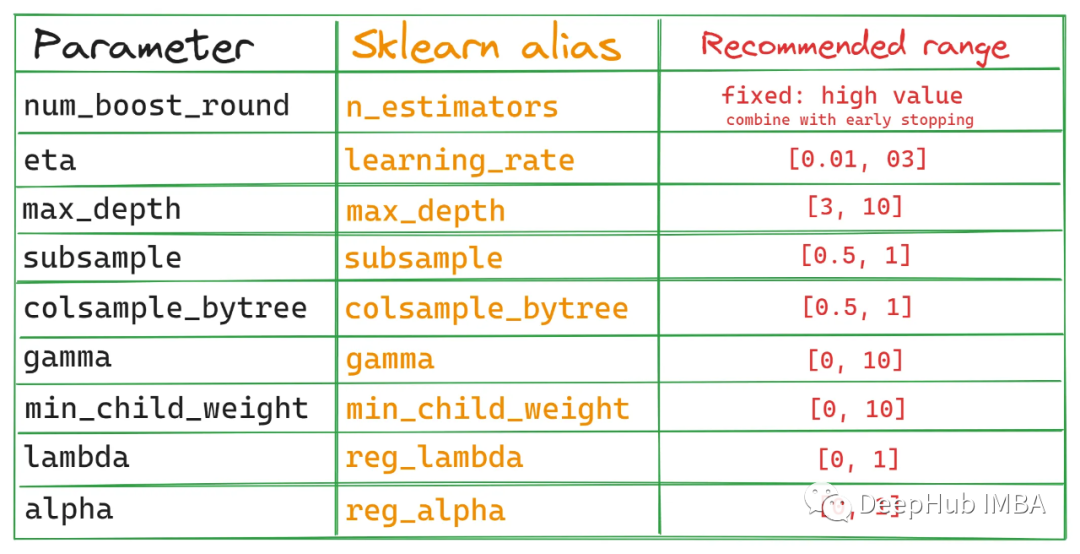 Parameter Sklearn alias Recommended range
num_boost_round n_estimators fixed: high value
combine with early stopping
eta learning_rate [0.01, 03]
max_depth max_depth [3, 10]
subsample subsample [0.5, 1]
colsample_bytree colsample_bytree [0.5, 1]
gamma gamma [0, 10]
min_child_weight min_child_weight [0, 10]
lambda reg_lambda [0, 1]
alpha reg_alpha
DeepHub IMBA